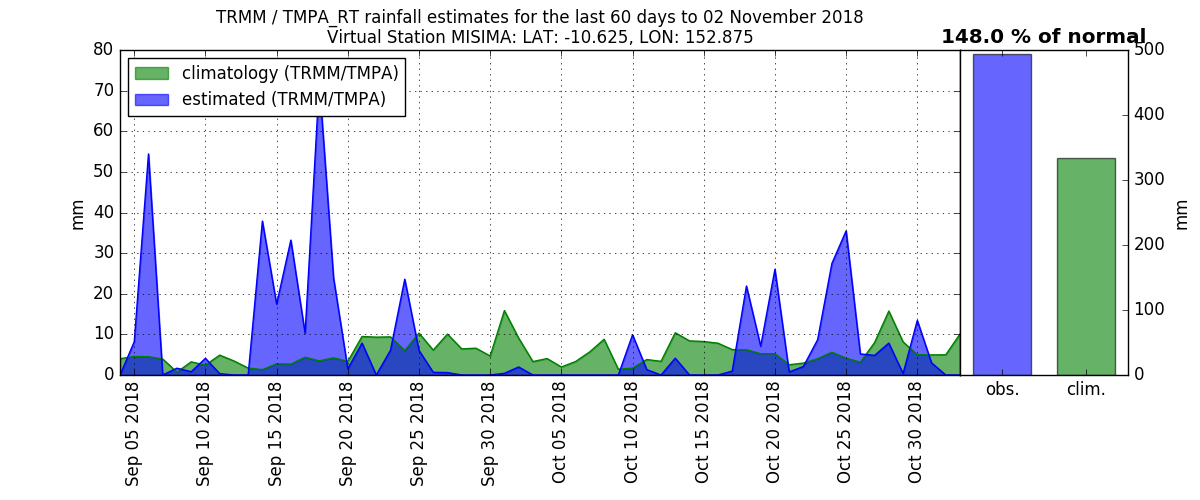 TRMM / TMPA_RT rainfall estimates for the last 60 days to 02 November 2018
Virtual Station MISIMA: LAT: -10.625, LON: 152.875
148.0 % of normal
climatology (TRMM/TMPA)
estimated (TRMM/TMPA)
mm
80
70
60
50
40
30
20
10
0
Sep 05 2018
Sep 10 2018
Sep 15 2018
Sep 20 2018
Sep 25 2018
Sep 30 2018
Oct 05 2018
Oct 10 2018
Oct 15 2018
Oct 20 2018
Oct 25 2018
Oct 30 2018
obs.
clim.
500
400
300
200
100
0
mm